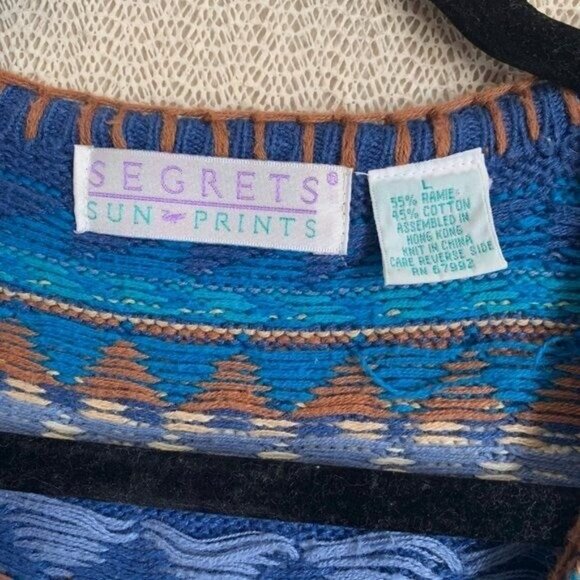 SEGRETS®
SUN PRINTS
L
55% RAMIE
45% COTTON
ASSEMBLED IN
HONG KONG
KNIT IN CHINA
CARE REVERSE SIDE
RN 67992